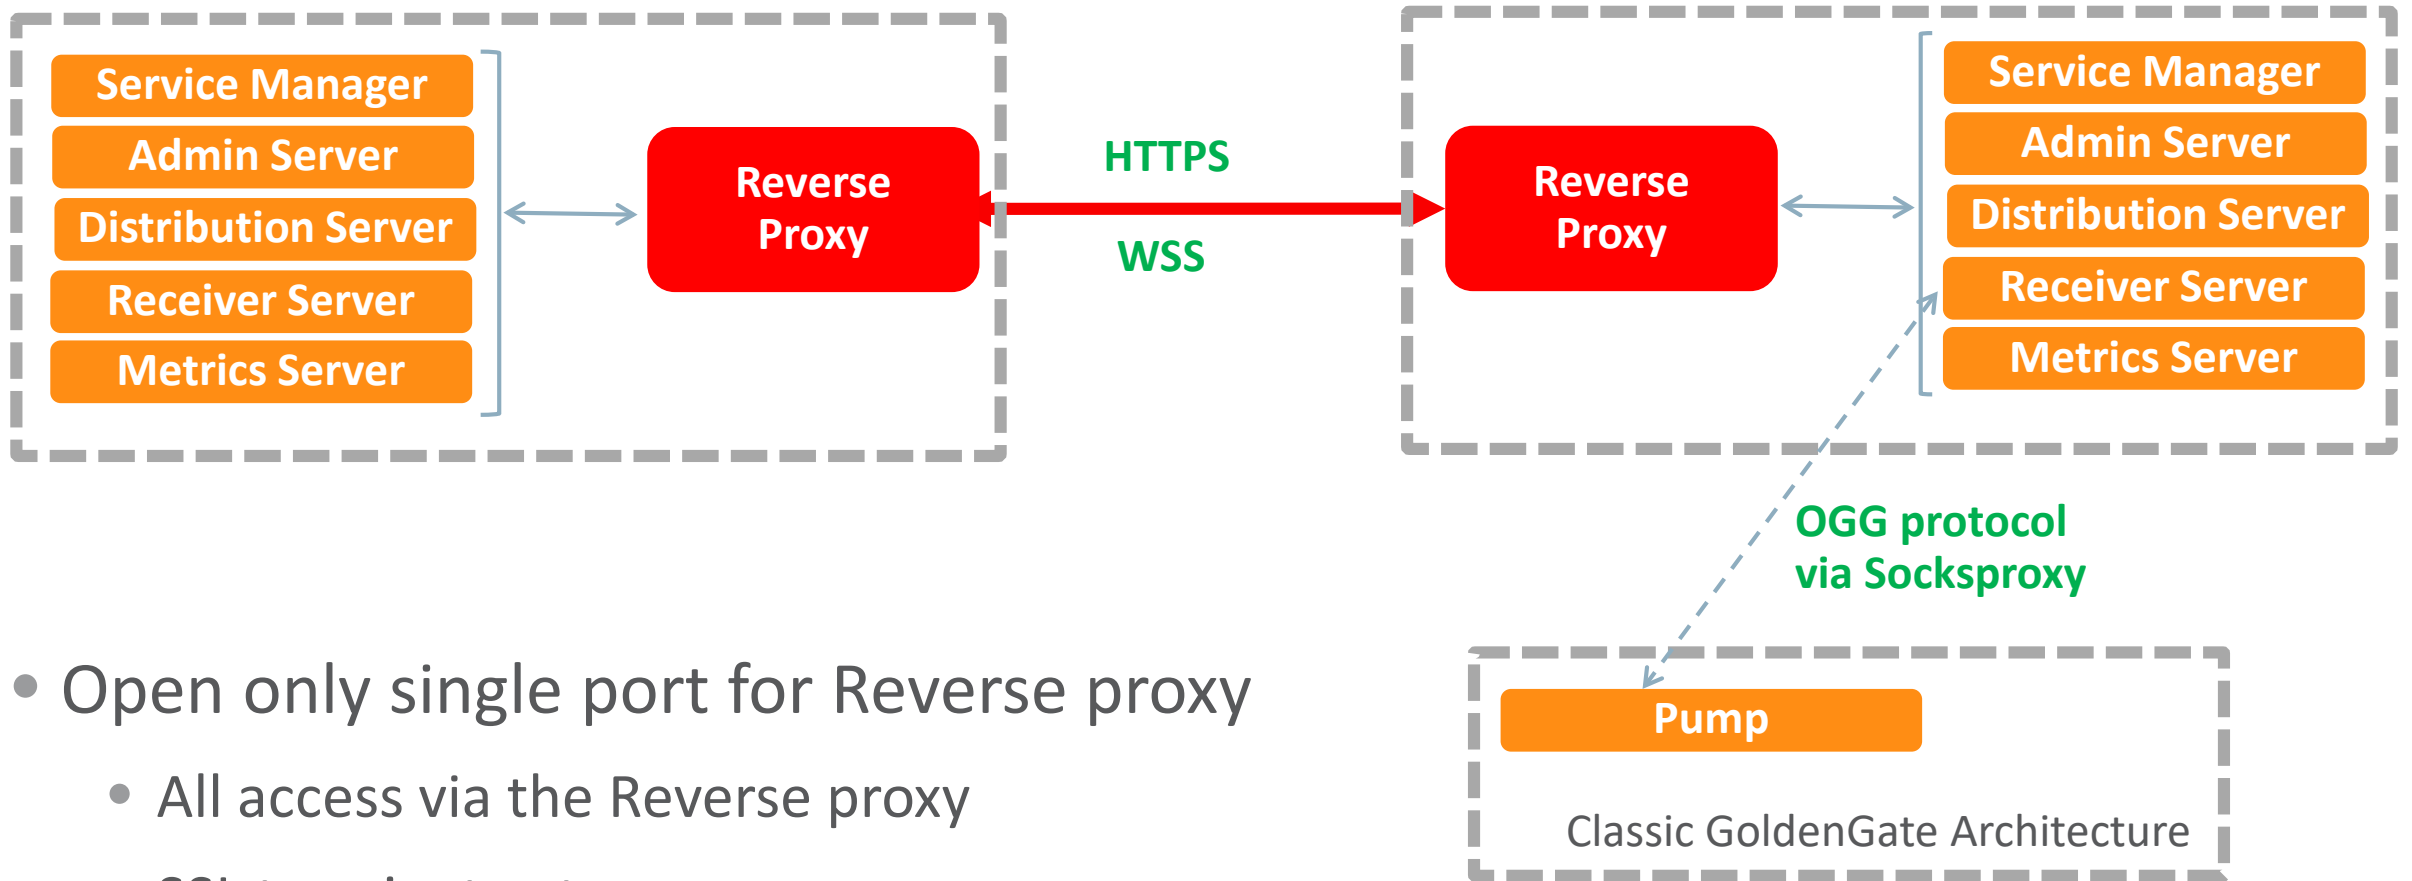 Service Manager
Admin Server
Distribution Server
Receiver Server
Metrics Server
Reverse
Proxy
HTTPS
WSS
Reverse
Proxy
Service Manager
Admin Server
Distribution Server
Receiver Server
Metrics Server
OGG protocol
via Socksproxy
Pump
Classic GoldenGate Architecture
• Open only single port for Reverse proxy
• All access via the Reverse proxy